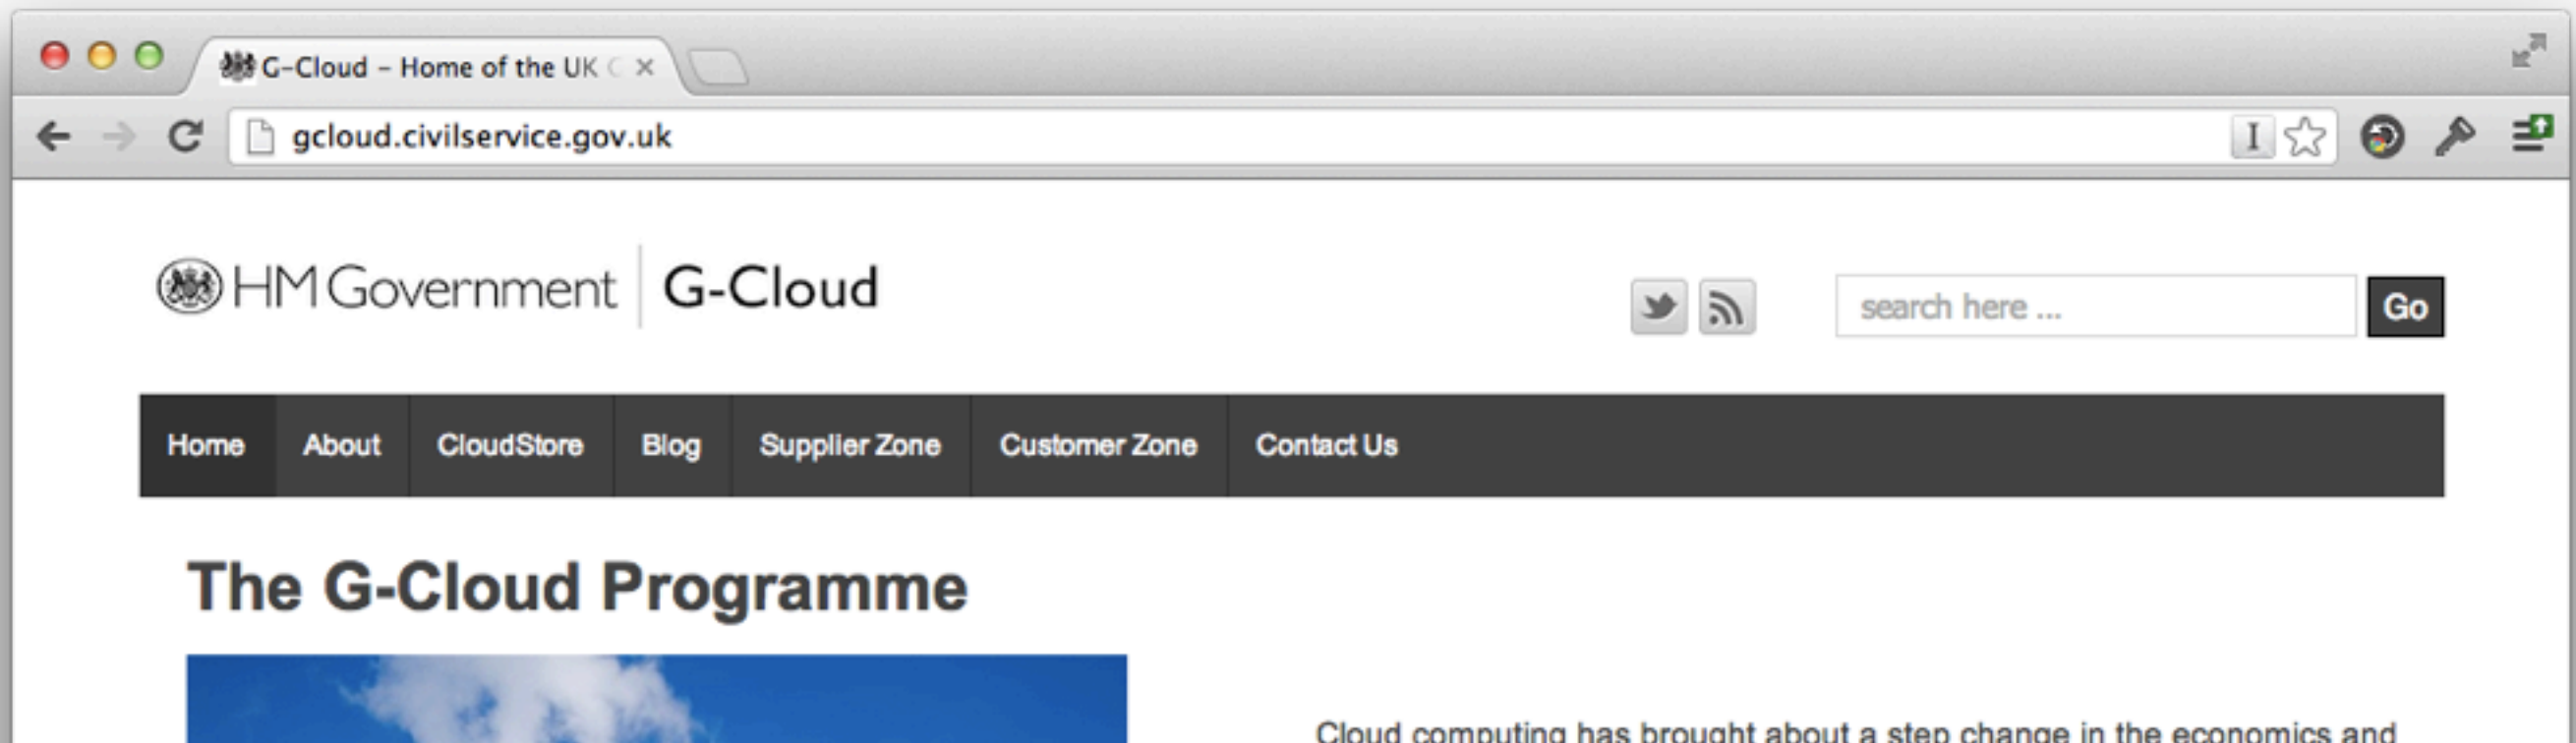 G-Cloud – Home of the UK
gcloud.civilservice.gov.uk
HM Government G-Cloud
search here ... Go
Home About CloudStore Blog Supplier Zone Customer Zone Contact Us
The G-Cloud Programme
Cloud computing has brought about a step change in the economics and